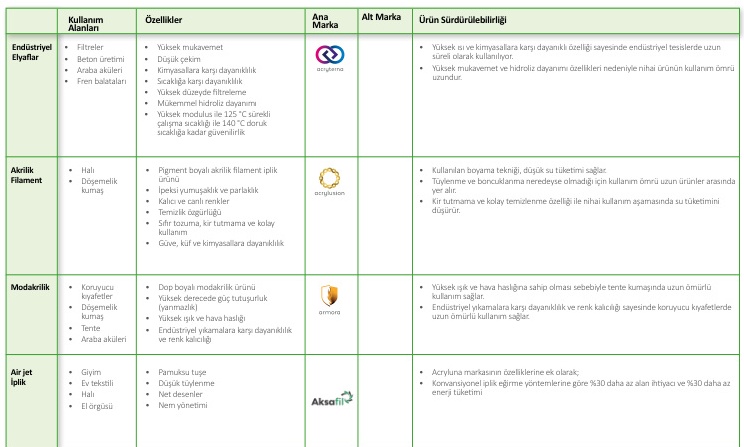 Kullanım
Alanları
Özellikler
Ana
Marka
Alt Marka
Ürün Sürdürülebilirliği
Endüstriyel
Elyaflar
• Filtreler
• Beton üretimi
• Araba aküleri
• Fren balataları
• Yüksek mukavemet
• Düşük çekim
• Kimyasallara karşı dayanıklılık
• Sıcaklığa karşı dayanıklılık
• Yüksek düzeyde filtreleme
• Mükemmel hidroliz dayanımı
• Yüksek modulus ile 125 °C sürekli
çalışma sıcaklığı ile 140 °C doruk
sıcaklığa kadar güvenilirlik
acryterna
• Yüksek ısı ve kimyasallara karşı dayanıklı özelliği sayesinde endüstriyel tesislerde uzun
süreli olarak kullanılıyor.
• Yüksek mukavemet ve hidroliz dayanımı özellikleri nedeniyle nihai ürünün kullanım ömrü
uzundur.
Akrilik
Filament
• Halı
• Döşemelik
kumaş
• Pigment boyalı akrilik filament iplik
ürünü
• İpeksi yumuşaklık ve parlaklık
• Kalıcı ve canlı renkler
• Temizlik özgürlüğü
• Sıfır tozuma, kir tutmama ve kolay
kullanım
• Güve, küf ve kimyasallara dayanıklılık
acrylusion
• Kullanılan boyama tekniği, düşük su tüketimi sağlar.
• Tüylenme ve boncuklanma neredeyse olmadığı için kullanım ömrü uzun ürünler arasında
yer alır.
• Kir tutmama ve kolay temizlenme özelliği ile nihai kullanım aşamasında su tüketimini
düşürür.
Modakrilik
• Koruyucu
kıyafetler
• Döşemelik
kumaş
• Tente
• Araba aküleri
• Dop boyalı modakrilik ürünü
• Yüksek derecede güç tutuşurluk
(yanmazlık)
• Yüksek ışık ve hava haslığı
• Endüstriyel yıkamalara karşı dayanıklılık
ve renk kalıcılığı
armora
• Yüksek ışık ve hava haslığına sahip olması sebebiyle tente kumaşında uzun ömürlü
kullanım sağlar.
• Endüstriyel yıkamalara karşı dayanıklılık ve renk kalıcılığı sayesinde koruyucu kıyafetlerde
uzun ömürlü kullanım sağlar.
Air jet
İplik
• Giyim
• Ev tekstili
• Halı
• El örgüsü
• Pamuksu tuşe
• Düşük tüylenme
• Net desenler
• Nem yönetimi
Aksafil
• Acryluna markasının özelliklerine ek olarak;
• Konvansiyonel iplik eğirme yöntemlerine göre %30 daha az alan ihtiyacı ve %30 daha az
enerji tüketimi